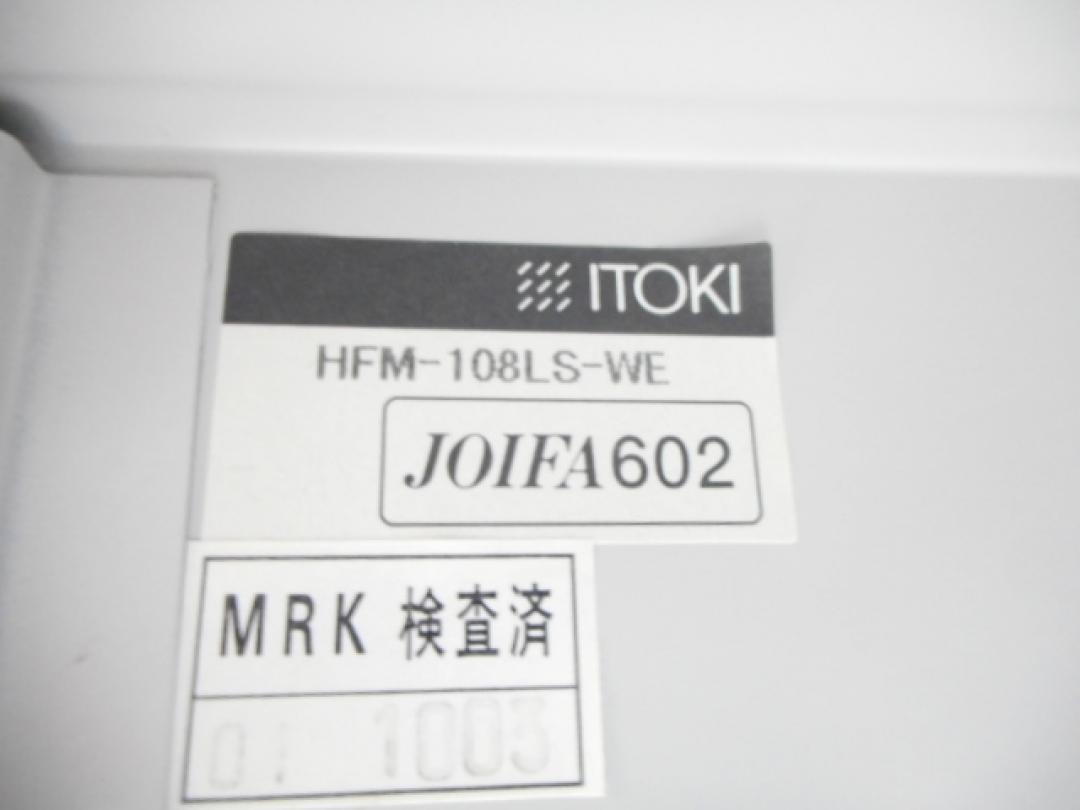 ITOKI
HFM-108LS-WE
JOIFA602
MRK 検査済
01 1003